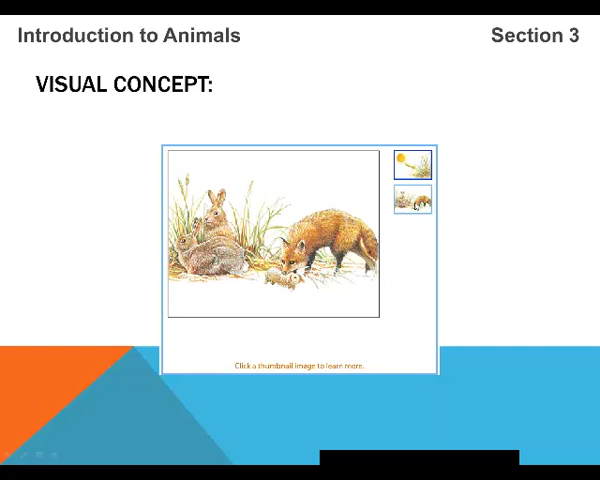 Introduction to Animals
Section 3
VISUAL CONCEPT:
Click a thumbnail image to learn more.